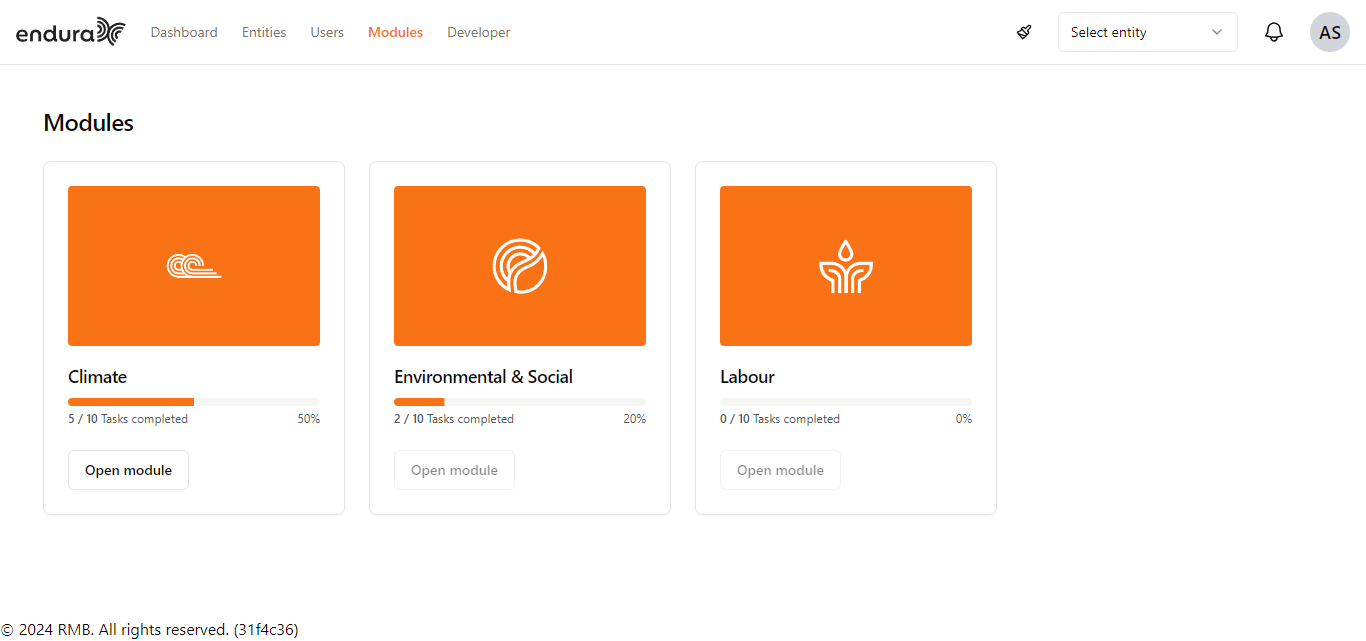 endura Dashboard Entities Users Modules Developer Select entity AS
Modules
Climate
5 / 10 Tasks completed 50%
Open module
Environmental & Social
2 / 10 Tasks completed 20%
Open module
Labour
0 / 10 Tasks completed 0%
Open module
© 2024 RMB. All rights reserved. (31f4c36)